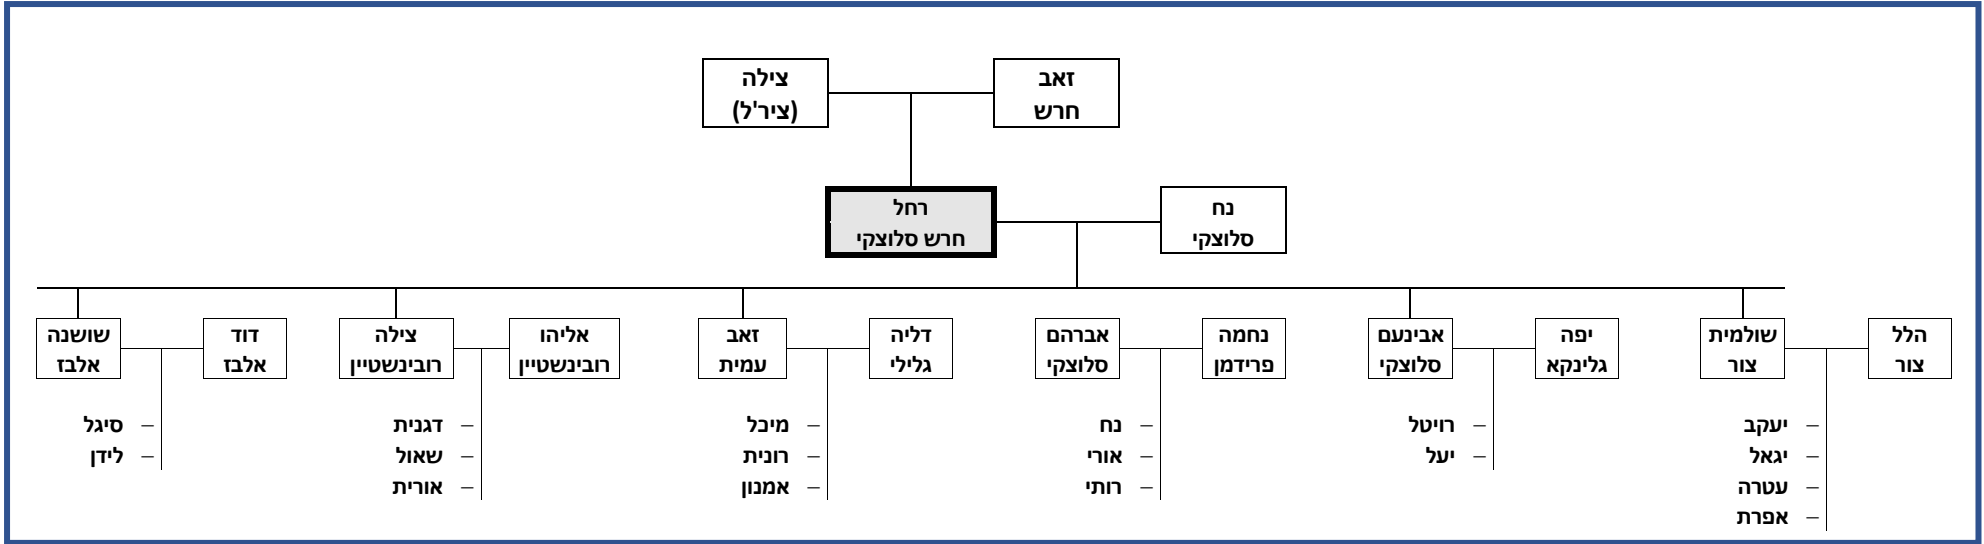 זאב
חרש
צילה
(ציר'ל)
נח
סלוצקי
רחל
חרש סלוצקי
הלל
צור
שולמית
צור
יפה
גלינקא
אבינעם
סלוצקי
נחמה
פרידמן
אברהם
סלוצקי
דליה
גלילי
זאב
עמית
אליהו
רובינשטיין
צילה
רובינשטיין
דוד
אלבז
שושנה
אלבז
– יעקב
– יגאל
– עטרה
– אפרת
– רויטל
– יעל
– נח
– אורי
– רותי
– מיכל
– רונית
– אמנון
– דגנית
– שאול
– אורית
– סיגל
– לידן